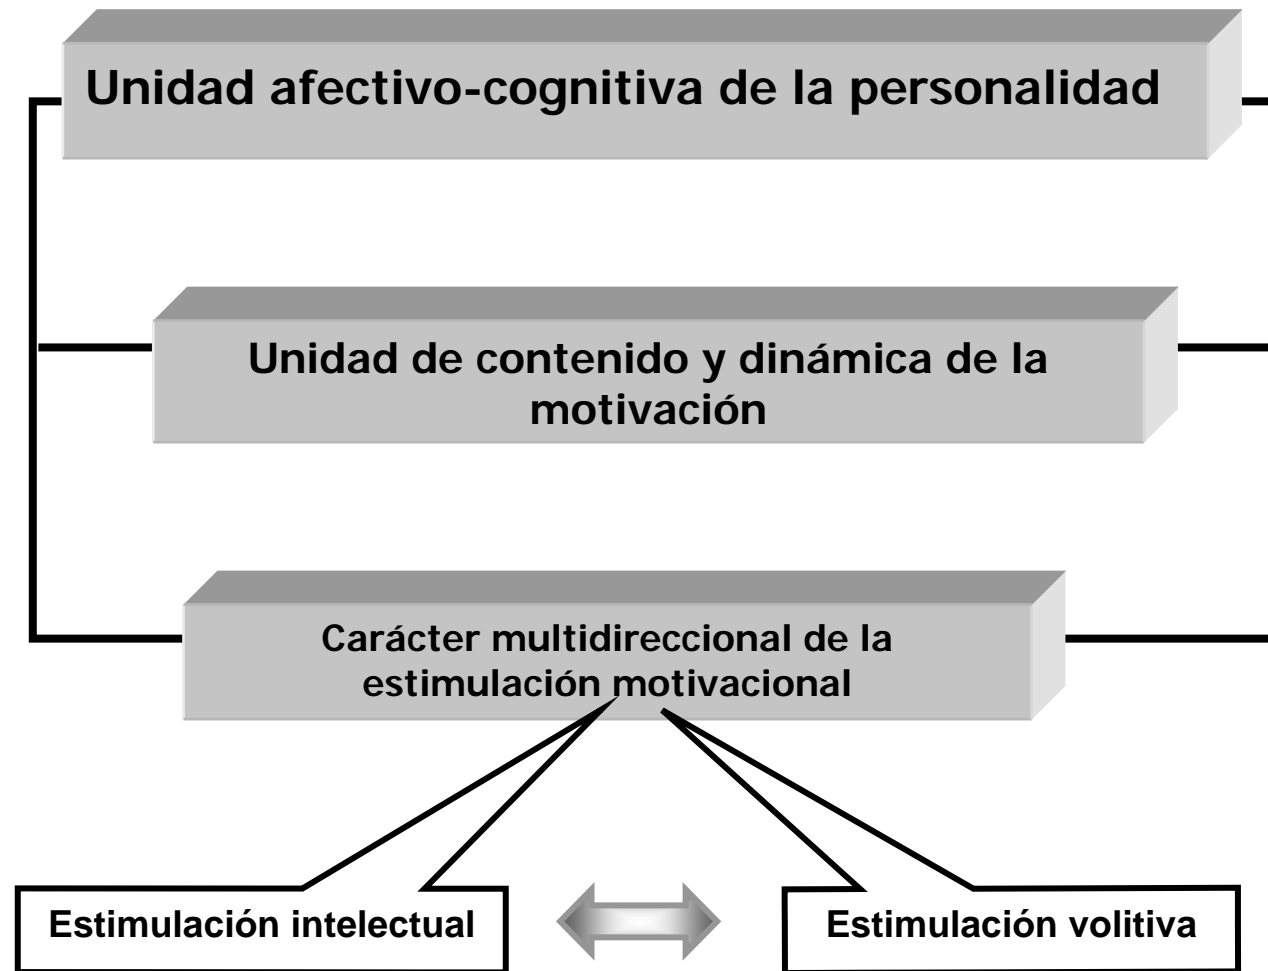 Unidad afectivo-cognitiva de la personalidad
Unidad de contenido y dinámica de la
motivación
Carácter multidireccional de la
estimulación motivacional
Estimulación intelectual
Estimulación volitiva